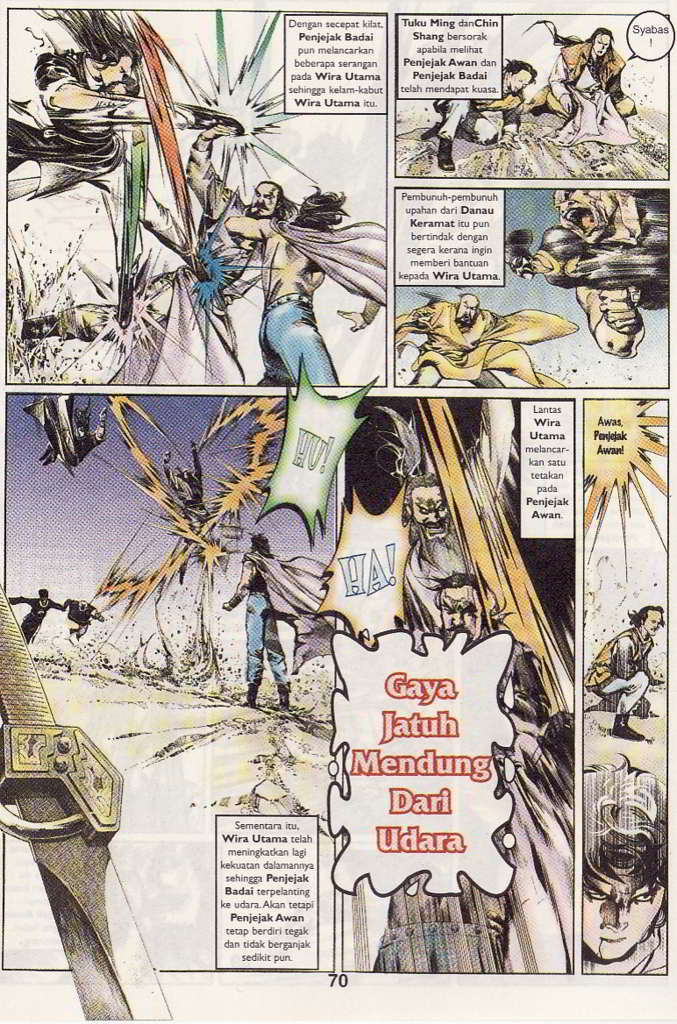 Dengan secepat kilat,
Penjejak Badai
pun melancarkan
beberapa serangan
pada Wira Utama
sehingga kelam-kabut
Wira Utama itu.
Tuku Ming danChin
Shang bersorak
apabila melihat
Penjejak Awan dan
Penjejak Badai
telah mendapat kuasa.
Syabas
!
Pembunuh-pembunuh
upahan dari Danau
Keramat itu pun
bertindak dengan
segera kerana ingin
memberi bantuan
kepada Wira Utama.
HU!
HA!
Lantas
Wira
Utama
melancar-
kan satu
tetakan
pada
Penjejak
Awan.
Awas,
Penjejak
Awan!
Gaya
Jatuh
Mendung
Dari
Udara
Sementara itu,
Wira Utama telah
meningkatkan lagi
kekuatan dalamannya
sehingga Penjejak
Badai terpelanting
ke udara. Akan tetapi
Penjejak Awan
tetap berdiri tegak
dan tidak berganjak
sedikit pun.
70